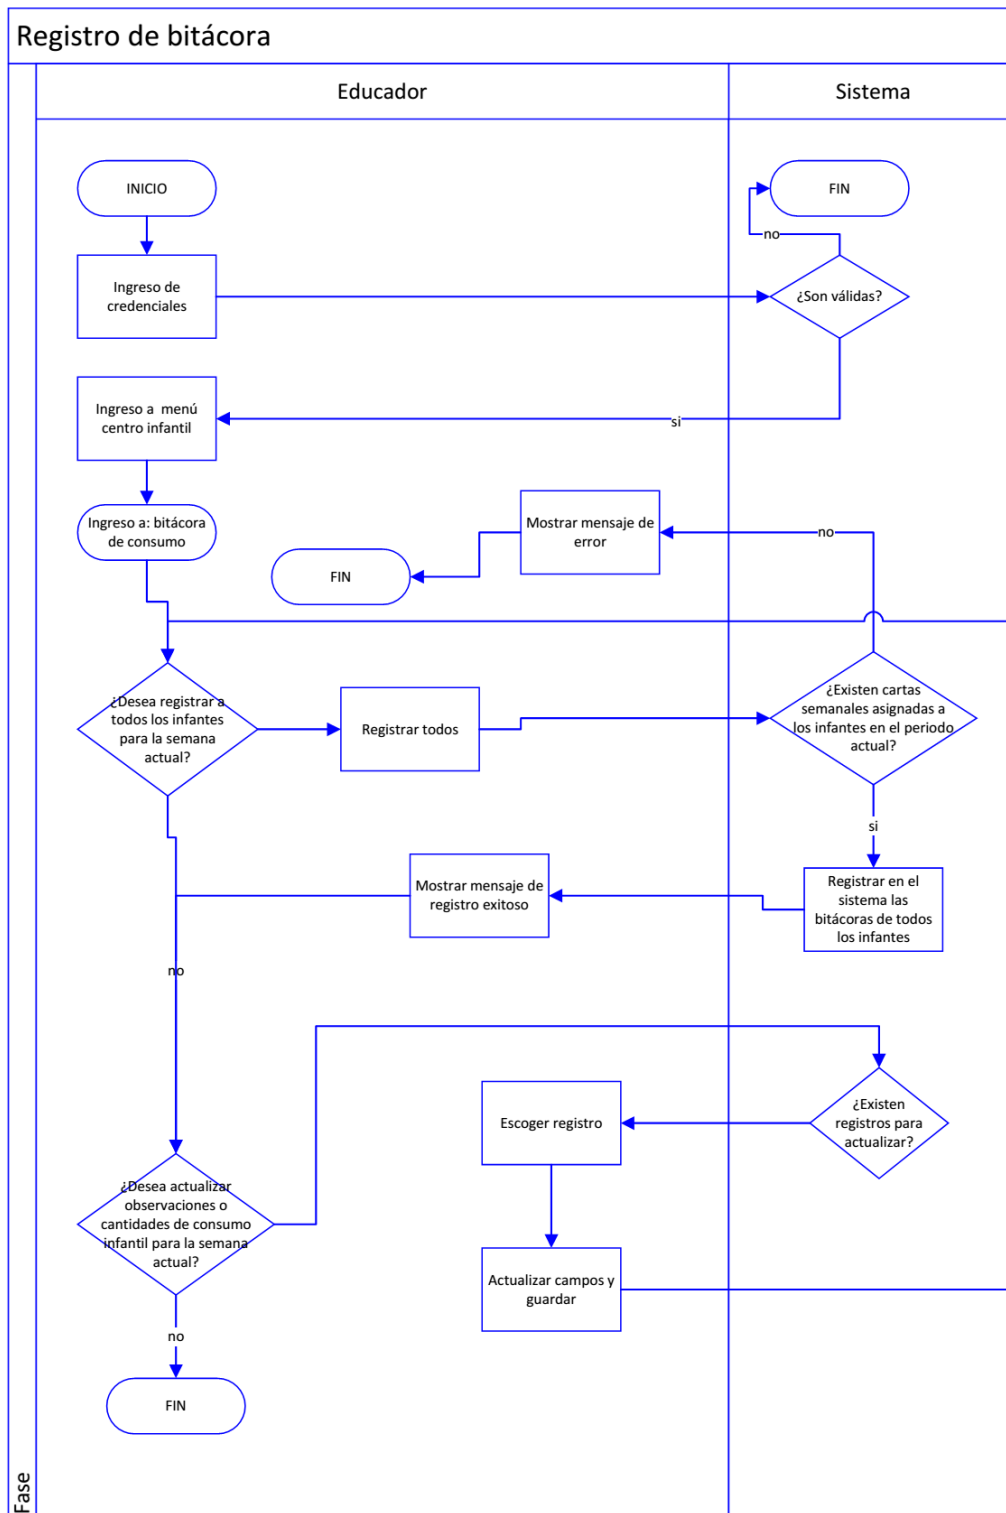 Registro de bitácora
Educador
Sistema
INICIO
FIN
no
Ingreso de
credenciales
¿Son válidas?
Ingreso a menú
centro infantil
si
Ingreso a: bitácora
de consumo
Mostrar mensaje de
error
no
FIN
¿Desea registrar a
todos los infantes
para la semana
actual?
Registrar todos
¿Existen cartas
semanales asignadas a
los infantes en el periodo
actual?
si
Mostrar mensaje de
registro exitoso
Registrar en el
sistema las
bitácoras de todos
los infantes
no
Escoger registro
¿Existen
registros para
actualizar?
¿Desea actualizar
observaciones o
cantidades de consumo
infantil para la semana
actual?
Actualizar campos y
guardar
no
FIN
Fase